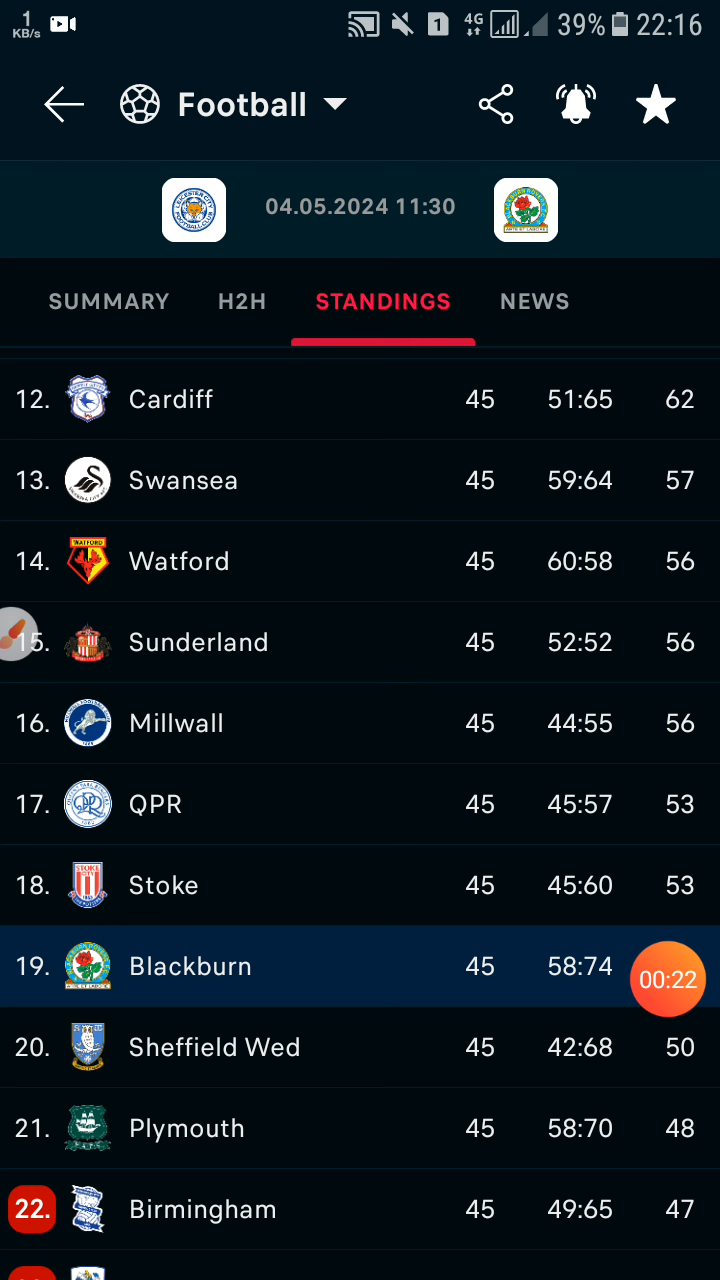 1 KB/s 1 4G 39% 22:16
Football
04.05.2024 11:30
SUMMARY H2H STANDINGS NEWS
12. Cardiff 45 51:65 62
13. Swansea 45 59:64 57
WATFORD
14. Watford 45 60:58 56
15. Sunderland 45 52:52 56
16. Millwall 45 44:55 56
17. QPR 45 45:57 53
18. Stoke 45 45:60 53
19. Blackburn 45 58:74 00:22
20. Sheffield Wed 45 42:68 50
21. Plymouth 45 58:70 48
22. Birmingham 45 49:65 47